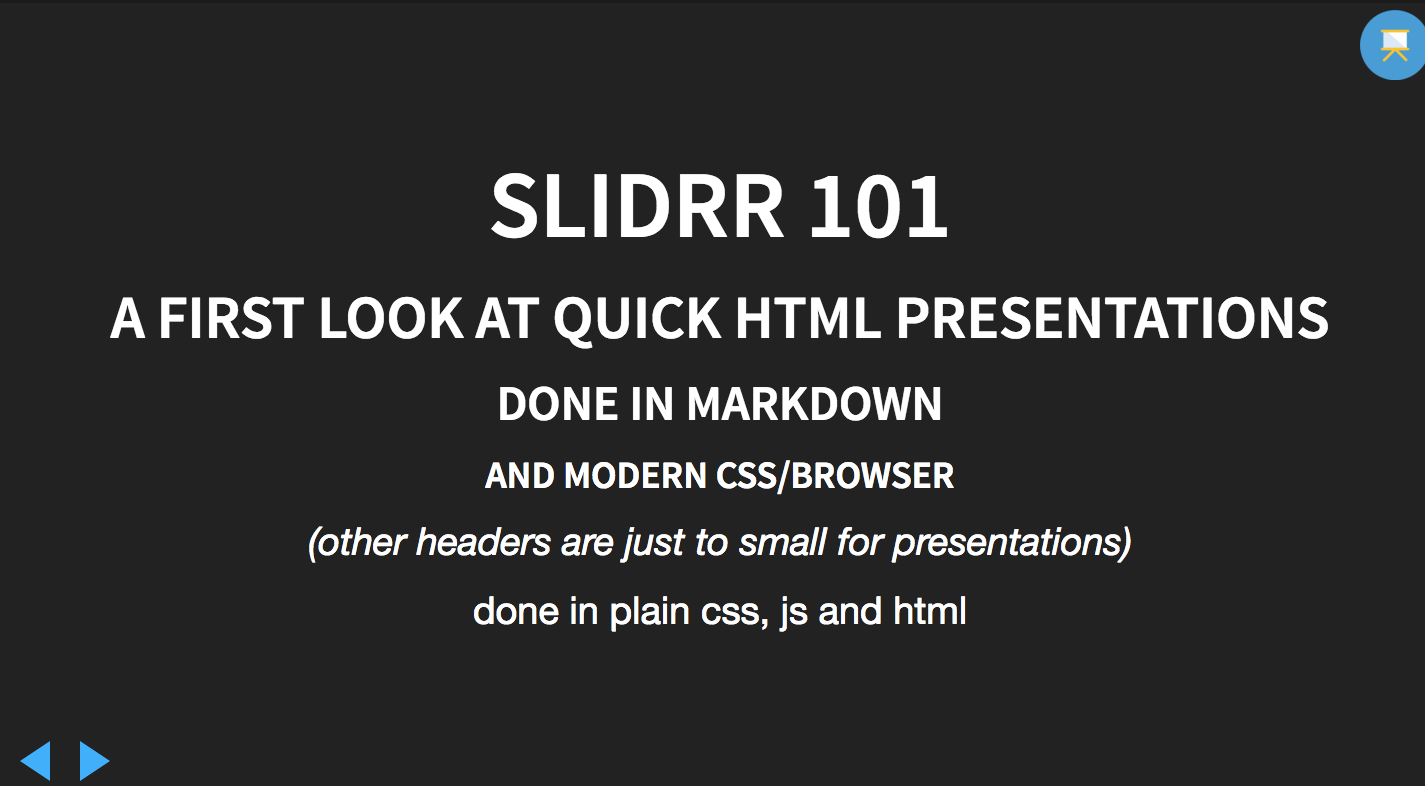 SLIDRR 101
A FIRST LOOK AT QUICK HTML PRESENTATIONS
DONE IN MARKDOWN
AND MODERN CSS/BROWSER
(other headers are just to small for presentations)
done in plain css, js and html